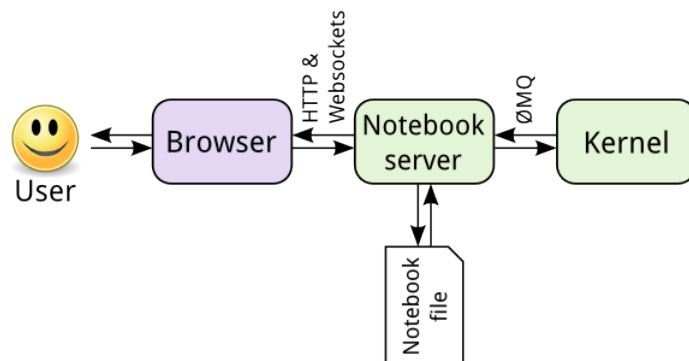 HTTP &
Websockets
ØMQ
Browser
Notebook
server
Kernel
User
Notebook
file